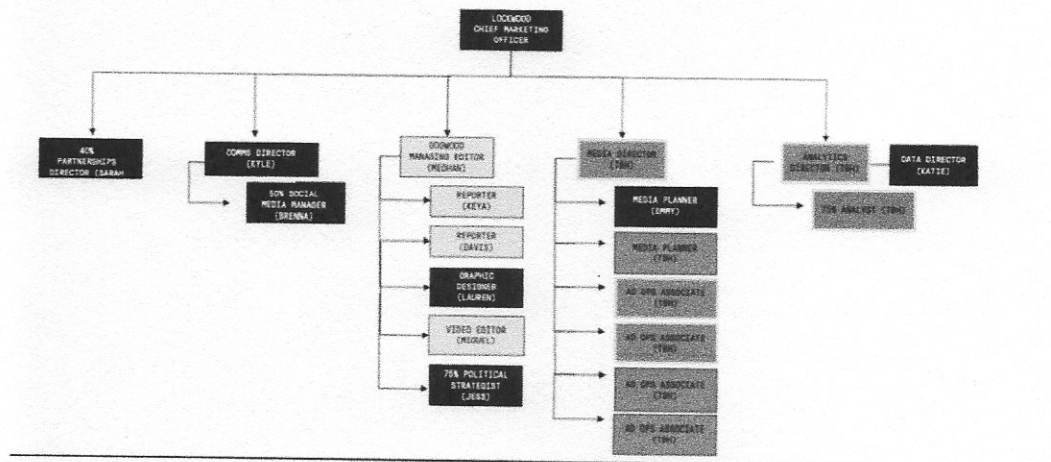 LOCKWOOD
CHIEF MARKETING
OFFICER
40%
PARTNERSHIPS
DIRECTOR (SARAH
COMMS DIRECTOR
(KYLE)
50% SOCIAL
MEDIA MANAGER
(BRENNA)
DOGWOOD
MANAGING EDITOR
(MEGHAN)
REPORTER
(KEYA)
REPORTER
(DAVIS)
GRAPHIC
DESIGNER
(LAUREN)
VIDEO EDITOR
(MIGUEL)
75% POLITICAL
STRATEGIST
(JESS)
MEDIA DIRECTOR
(TBH)
MEDIA PLANNER
(EMMY)
MEDIA PLANNER
(TBH)
AD OPS ASSOCIATE
(TBH)
AD OPS ASSOCIATE
(TBH)
AD OPS ASSOCIATE
(TBH)
AD OPS ASSOCIATE
(TBH)
ANALYTICS
DIRECTOR (TBH)
ANALYST (TBH)
DATA DIRECTOR
(KATIE)